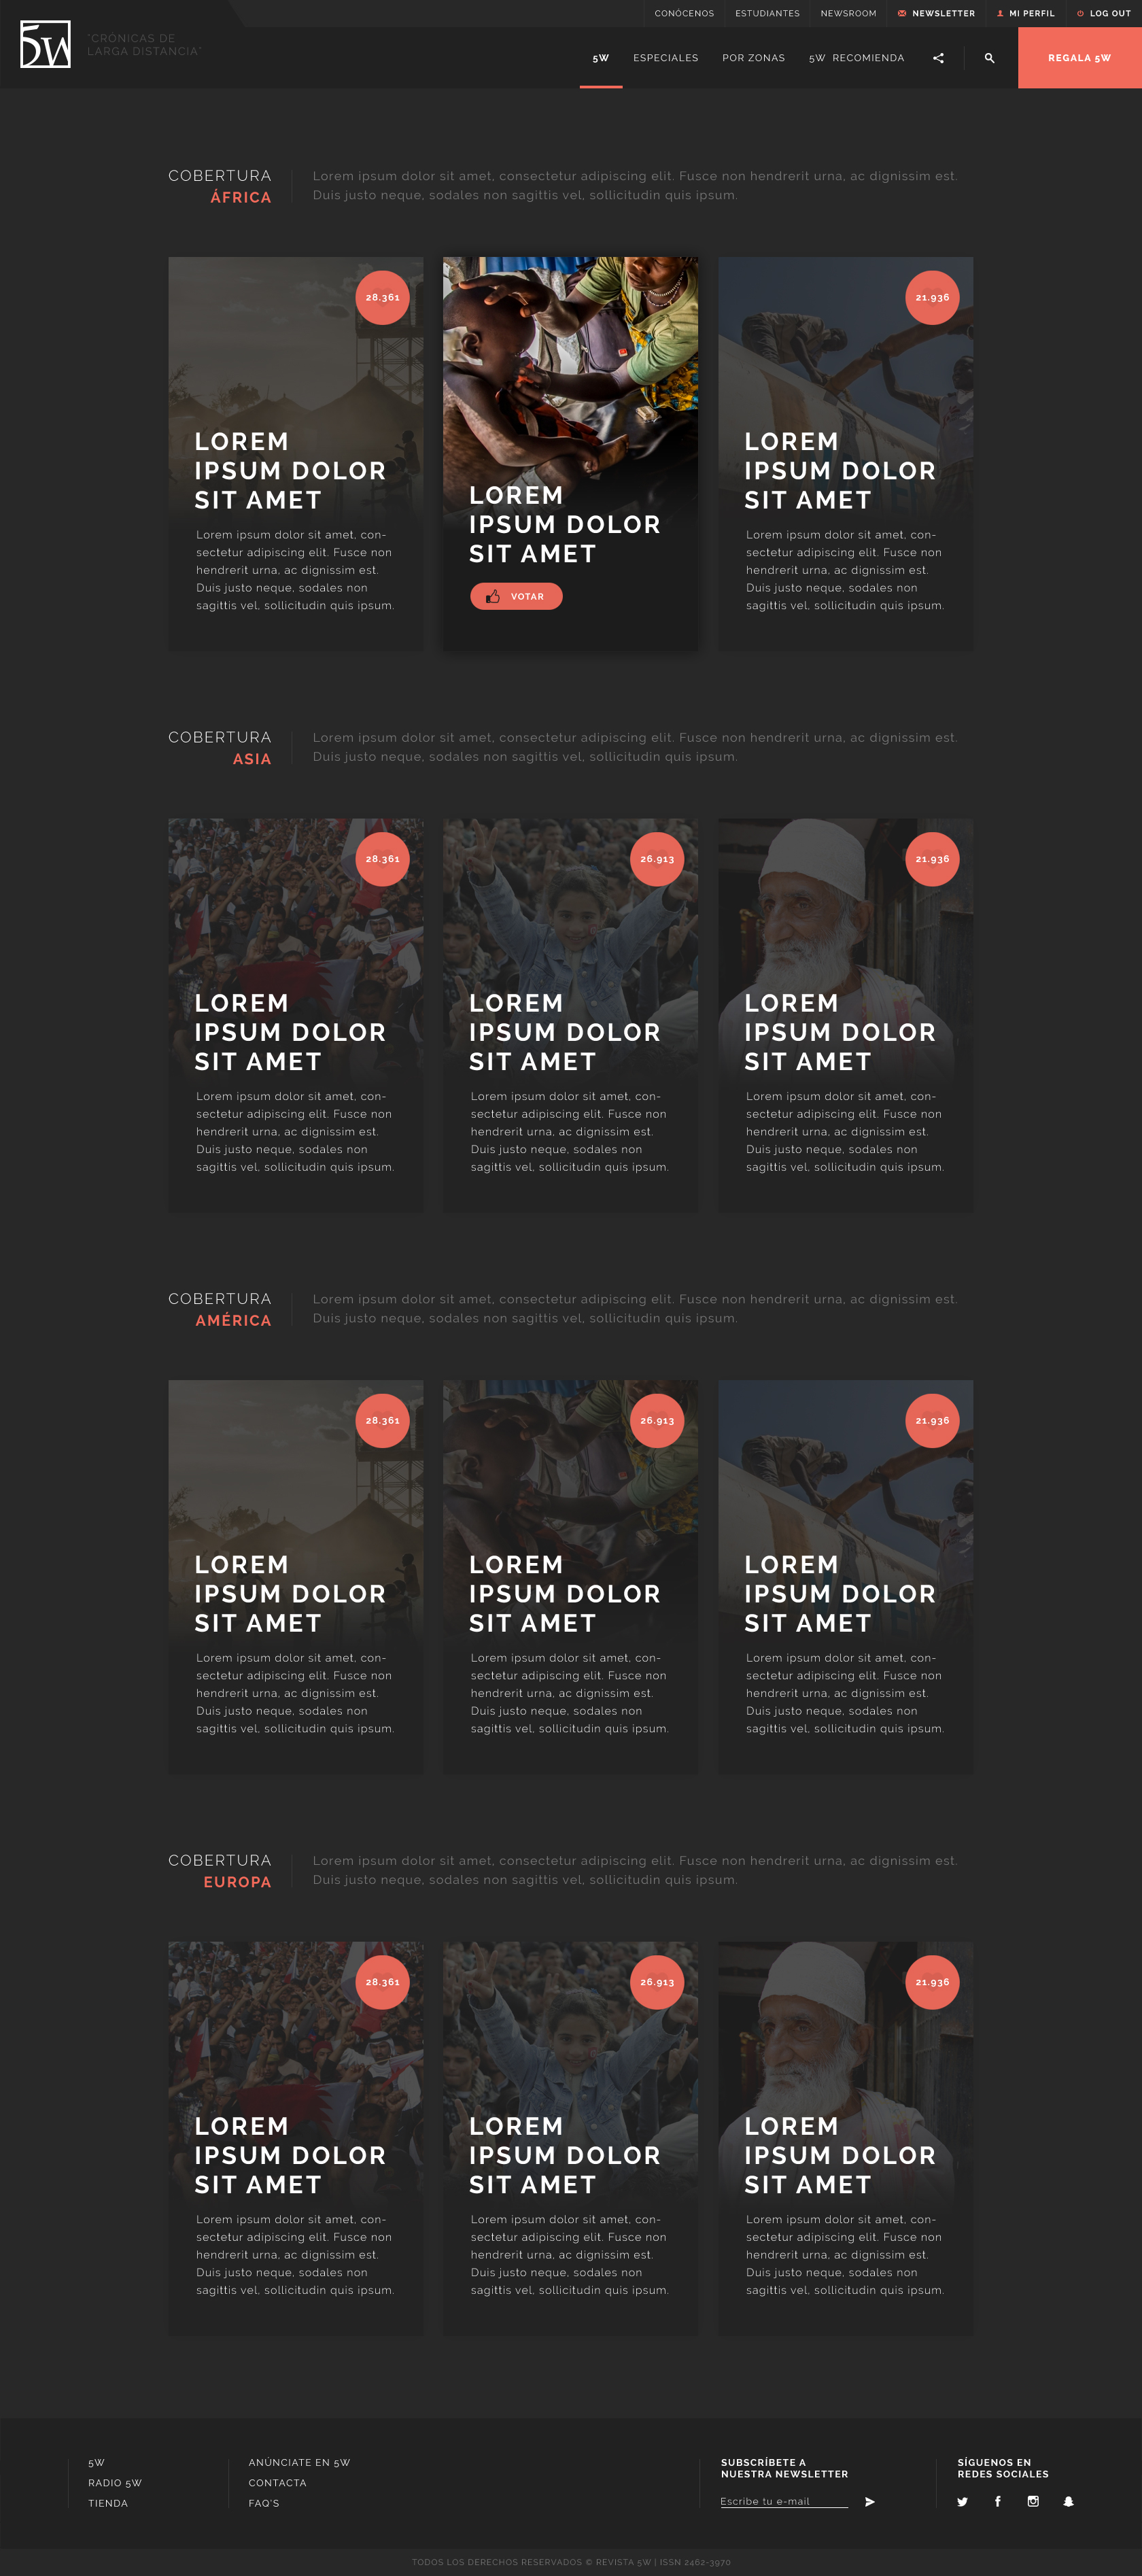 CONÓCENOS
ESTUDIANTES
NEWSROOM
NEWSLETTER
MI PERFIL
LOG OUT
5W
"CRÓNICAS DE
LARGA DISTANCIA"
5W
ESPECIALES
POR ZONAS
5W RECOMIENDA
REGALA 5W
COBERTURA
ÁFRICA
Lorem ipsum dolor sit amet, consectetur adipiscing elit. Fusce non hendrerit urna, ac dignissim est.
Duis justo neque, sodales non sagittis vel, sollicitudin quis ipsum.
28.361
LOREM
IPSUM DOLOR
SIT AMET
Lorem ipsum dolor sit amet, con-
sectetur adipiscing elit. Fusce non
hendrerit urna, ac dignissim est.
Duis justo neque, sodales non
sagittis vel, sollicitudin quis ipsum.
LOREM
IPSUM DOLOR
SIT AMET
VOTAR
21.936
LOREM
IPSUM DOLOR
SIT AMET
Lorem ipsum dolor sit amet, con-
sectetur adipiscing elit. Fusce non
hendrerit urna, ac dignissim est.
Duis justo neque, sodales non
sagittis vel, sollicitudin quis ipsum.
COBERTURA
ASIA
Lorem ipsum dolor sit amet, consectetur adipiscing elit. Fusce non hendrerit urna, ac dignissim est.
Duis justo neque, sodales non sagittis vel, sollicitudin quis ipsum.
28.361
LOREM
IPSUM DOLOR
SIT AMET
Lorem ipsum dolor sit amet, con-
sectetur adipiscing elit. Fusce non
hendrerit urna, ac dignissim est.
Duis justo neque, sodales non
sagittis vel, sollicitudin quis ipsum.
26.913
LOREM
IPSUM DOLOR
SIT AMET
Lorem ipsum dolor sit amet, con-
sectetur adipiscing elit. Fusce non
hendrerit urna, ac dignissim est.
Duis justo neque, sodales non
sagittis vel, sollicitudin quis ipsum.
21.936
LOREM
IPSUM DOLOR
SIT AMET
Lorem ipsum dolor sit amet, con-
sectetur adipiscing elit. Fusce non
hendrerit urna, ac dignissim est.
Duis justo neque, sodales non
sagittis vel, sollicitudin quis ipsum.
COBERTURA
AMÉRICA
Lorem ipsum dolor sit amet, consectetur adipiscing elit. Fusce non hendrerit urna, ac dignissim est.
Duis justo neque, sodales non sagittis vel, sollicitudin quis ipsum.
28.361
LOREM
IPSUM DOLOR
SIT AMET
Lorem ipsum dolor sit amet, con-
sectetur adipiscing elit. Fusce non
hendrerit urna, ac dignissim est.
Duis justo neque, sodales non
sagittis vel, sollicitudin quis ipsum.
26.913
LOREM
IPSUM DOLOR
SIT AMET
Lorem ipsum dolor sit amet, con-
sectetur adipiscing elit. Fusce non
hendrerit urna, ac dignissim est.
Duis justo neque, sodales non
sagittis vel, sollicitudin quis ipsum.
21.936
LOREM
IPSUM DOLOR
SIT AMET
Lorem ipsum dolor sit amet, con-
sectetur adipiscing elit. Fusce non
hendrerit urna, ac dignissim est.
Duis justo neque, sodales non
sagittis vel, sollicitudin quis ipsum.
COBERTURA
EUROPA
Lorem ipsum dolor sit amet, consectetur adipiscing elit. Fusce non hendrerit urna, ac dignissim est.
Duis justo neque, sodales non sagittis vel, sollicitudin quis ipsum.
28.361
LOREM
IPSUM DOLOR
SIT AMET
Lorem ipsum dolor sit amet, con-
sectetur adipiscing elit. Fusce non
hendrerit urna, ac dignissim est.
Duis justo neque, sodales non
sagittis vel, sollicitudin quis ipsum.
26.913
LOREM
IPSUM DOLOR
SIT AMET
Lorem ipsum dolor sit amet, con-
sectetur adipiscing elit. Fusce non
hendrerit urna, ac dignissim est.
Duis justo neque, sodales non
sagittis vel, sollicitudin quis ipsum.
21.936
LOREM
IPSUM DOLOR
SIT AMET
Lorem ipsum dolor sit amet, con-
sectetur adipiscing elit. Fusce non
hendrerit urna, ac dignissim est.
Duis justo neque, sodales non
sagittis vel, sollicitudin quis ipsum.
5W
RADIO 5W
TIENDA
ANÚNCIATE EN 5W
CONTACTA
FAQ'S
SUBSCRÍBETE A
NUESTRA NEWSLETTER
Escribe tu e-mail
SÍGUENOS EN
REDES SOCIALES
TODOS LOS DERECHOS RESERVADOS © REVISTA 5W | ISSN 2462-3970